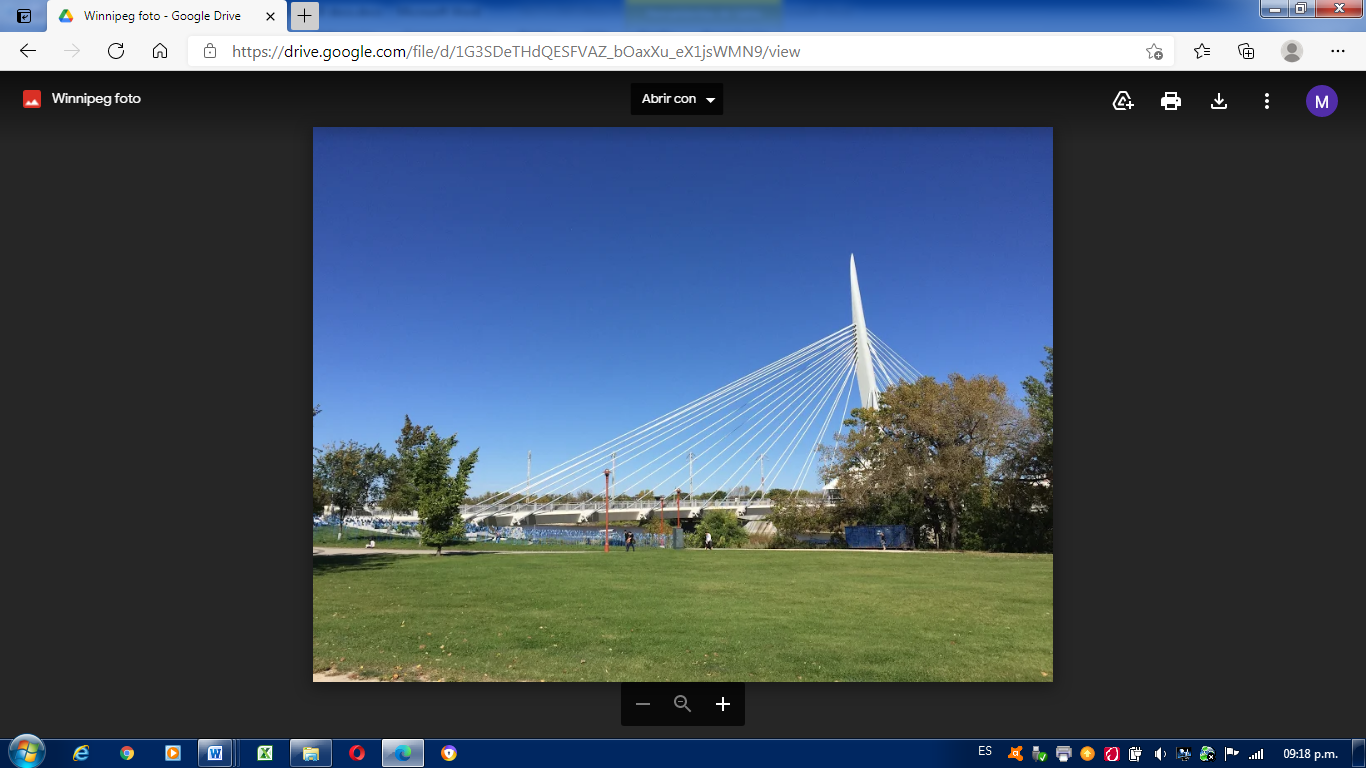 Winnipeg foto - Google Drive
https://drive.google.com/file/d/1G3SDeTHdQESFVAZ_bOaxXu_eX1jsWMN9/view
Winnipeg foto
Abrir con
M
ES
09:18 p.m.